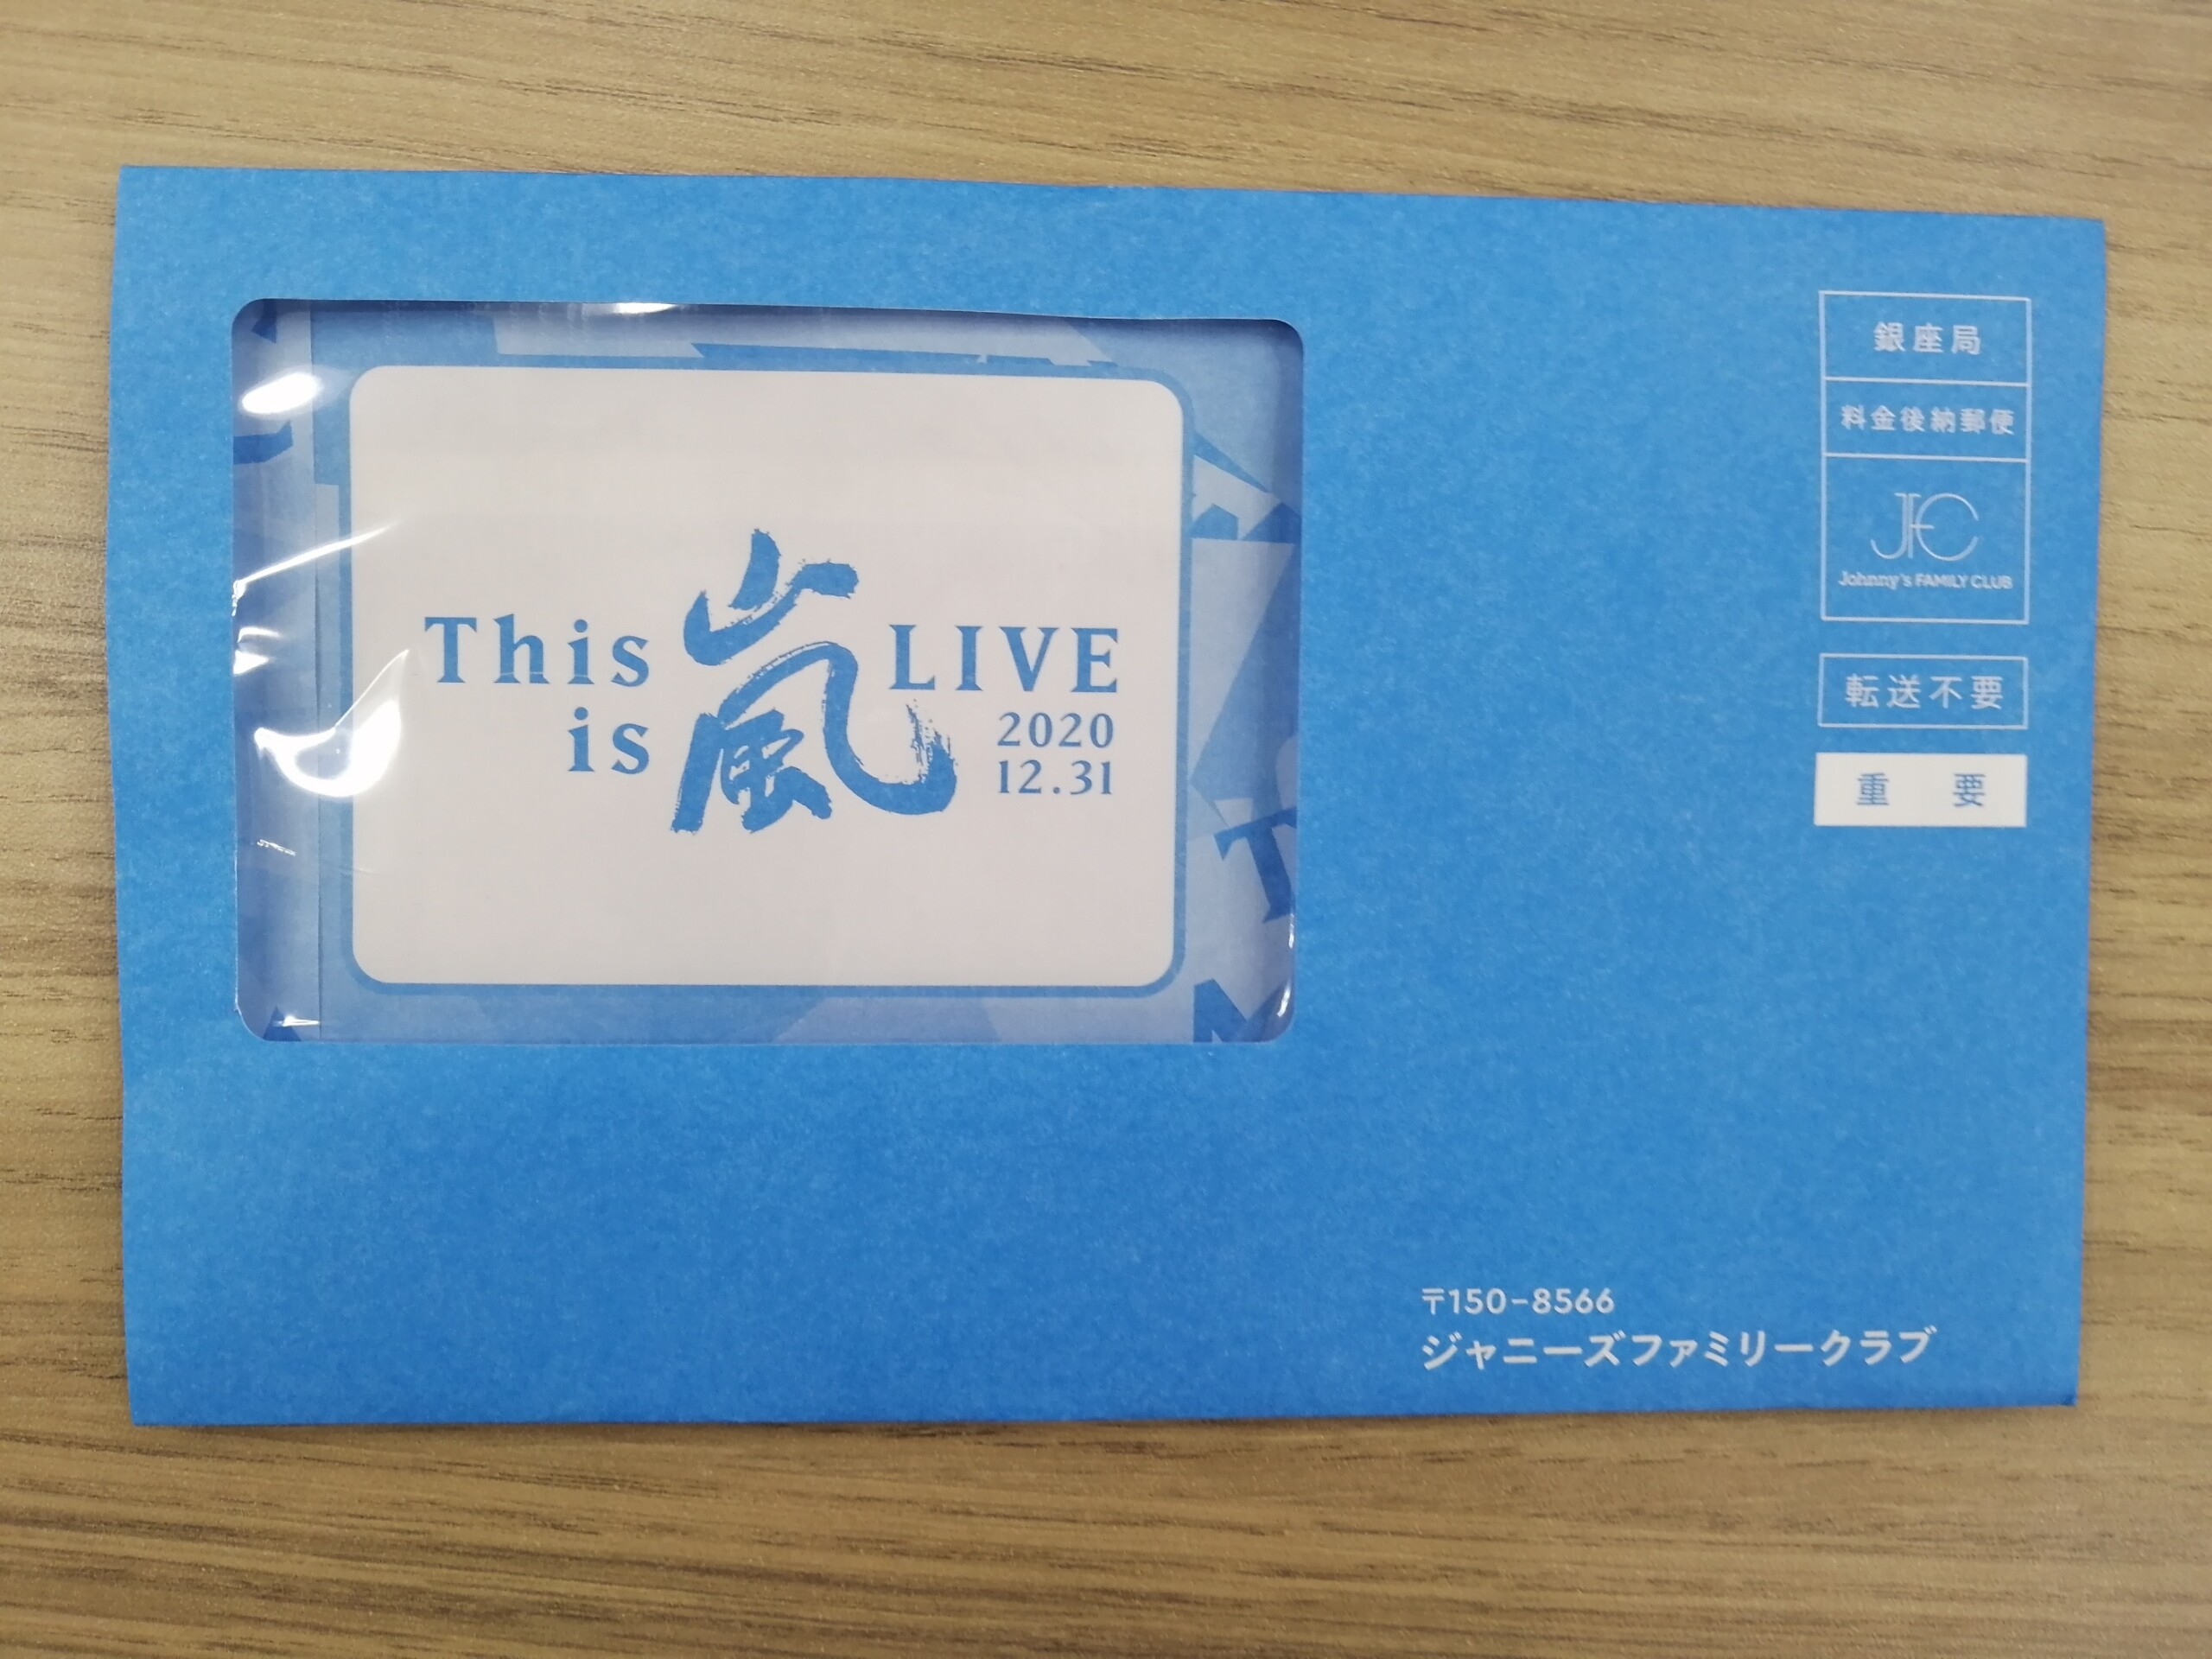 This
is
嵐
LIVE
2020
12.31
銀座局
料金後納郵便
JFC
Johnny's FAMILY CLUB
転送不要
重要
〒150-8566
ジャニーズファミリークラブ